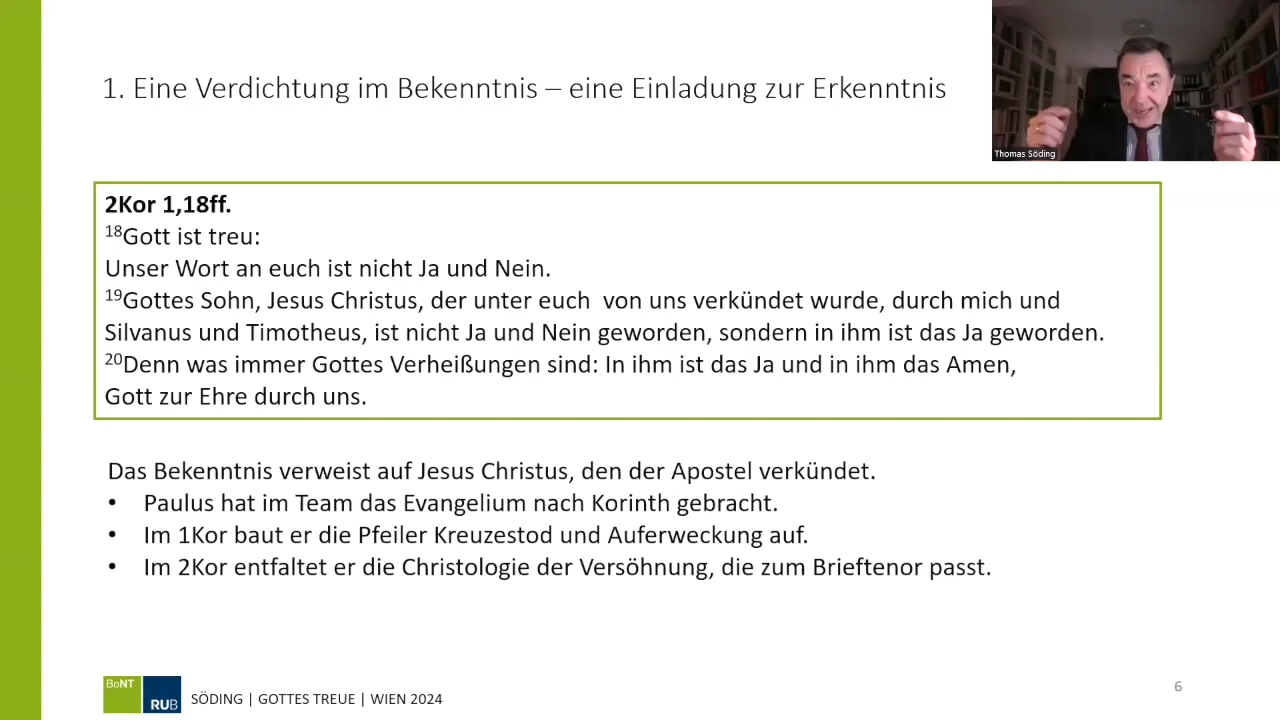 1. Eine Verdichtung im Bekenntnis – eine Einladung zur Erkenntnis
Thomas Söding
2Kor 1,18ff.
18Gott ist treu:
Unser Wort an euch ist nicht Ja und Nein.
19Gottes Sohn, Jesus Christus, der unter euch  von uns verkündet wurde, durch mich und
Silvanus und Timotheus, ist nicht Ja und Nein geworden, sondern in ihm ist das Ja geworden.
20Denn was immer Gottes Verheißungen sind: In ihm ist das Ja und in ihm das Amen,
Gott zur Ehre durch uns.
Das Bekenntnis verweist auf Jesus Christus, den der Apostel verkündet.
• Paulus hat im Team das Evangelium nach Korinth gebracht.
• Im 1Kor baut er die Pfeiler Kreuzestod und Auferweckung auf.
• Im 2Kor entfaltet er die Christologie der Versöhnung, die zum Brieftenor passt.
BoNT
RUB
SÖDING | GOTTES TREUE | WIEN 2024
6